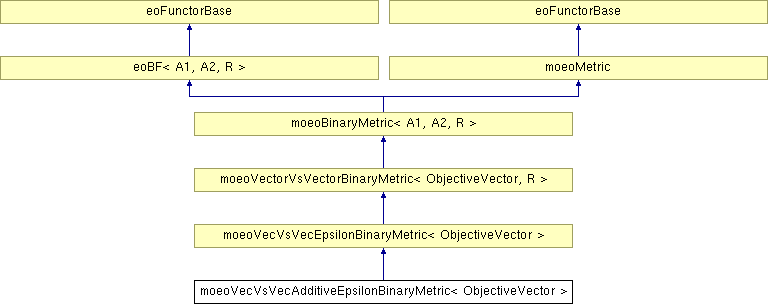 eoFunctorBase
eoFunctorBase
eoBF< A1, A2, R >
moeoMetric
moeoBinaryMetric< A1, A2, R >
moeoVectorVsVectorBinaryMetric< ObjectiveVector, R >
moeoVecVsVecEpsilonBinaryMetric< ObjectiveVector >
moeoVecVsVecAdditiveEpsilonBinaryMetric< ObjectiveVector >